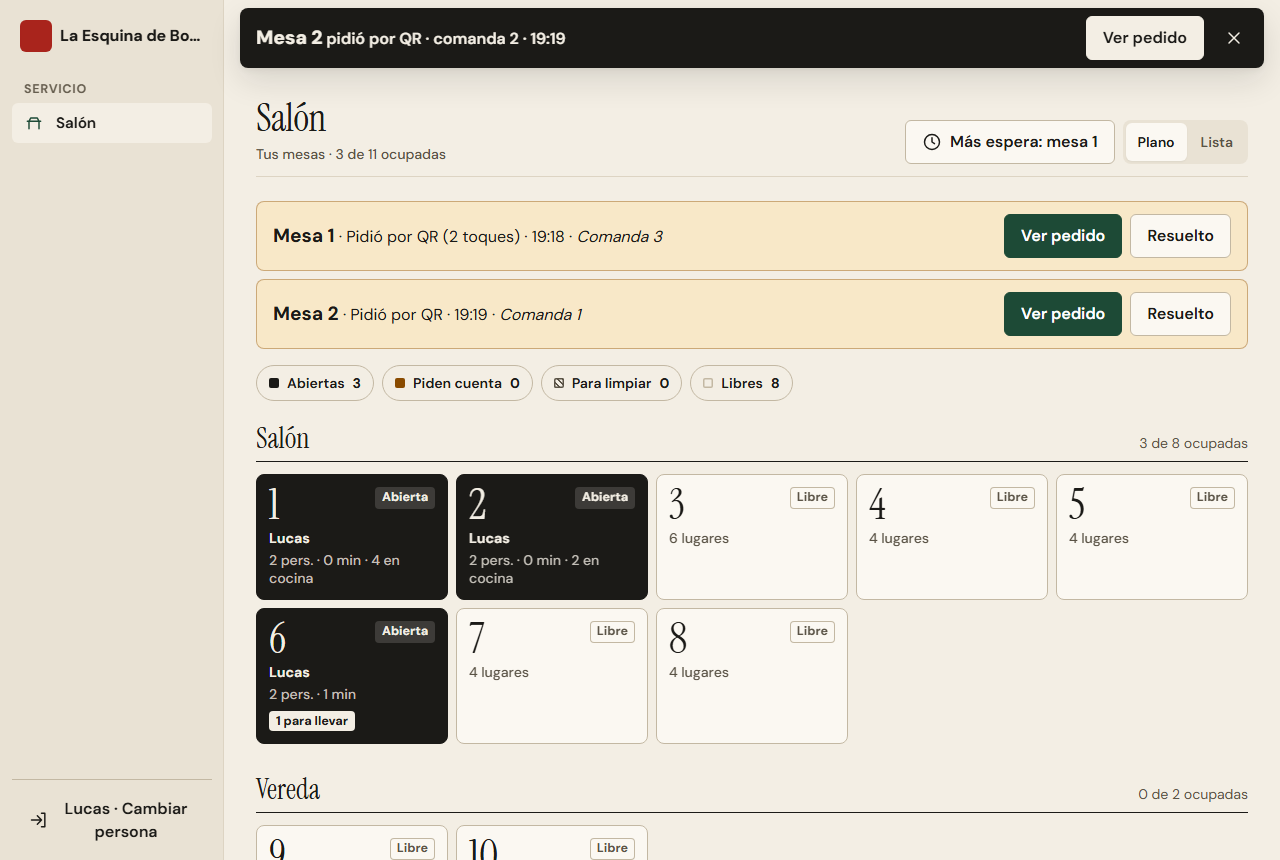 La Esquina de Bo...
SERVICIO
Salón
Lucas · Cambiar
persona
Mesa 2 pidió por QR · comanda 2 · 19:19
Ver pedido
Salón
Tus mesas · 3 de 11 ocupadas
Más espera: mesa 1
Plano
Lista
Mesa 1 · Pidió por QR (2 toques) · 19:18 · Comanda 3
Ver pedido
Resuelto
Mesa 2 · Pidió por QR · 19:19 · Comanda 1
Ver pedido
Resuelto
Abiertas 3
Piden cuenta 0
Para limpiar 0
Libres 8
Salón
3 de 8 ocupadas
1
Abierta
Lucas
2 pers. · 0 min · 4 en
cocina
2
Abierta
Lucas
2 pers. · 0 min · 2 en
cocina
3
Libre
6 lugares
4
Libre
4 lugares
5
Libre
4 lugares
6
Abierta
Lucas
2 pers. · 1 min
1 para llevar
7
Libre
4 lugares
8
Libre
4 lugares
Vereda
0 de 2 ocupadas
9
Libre
10
Libre